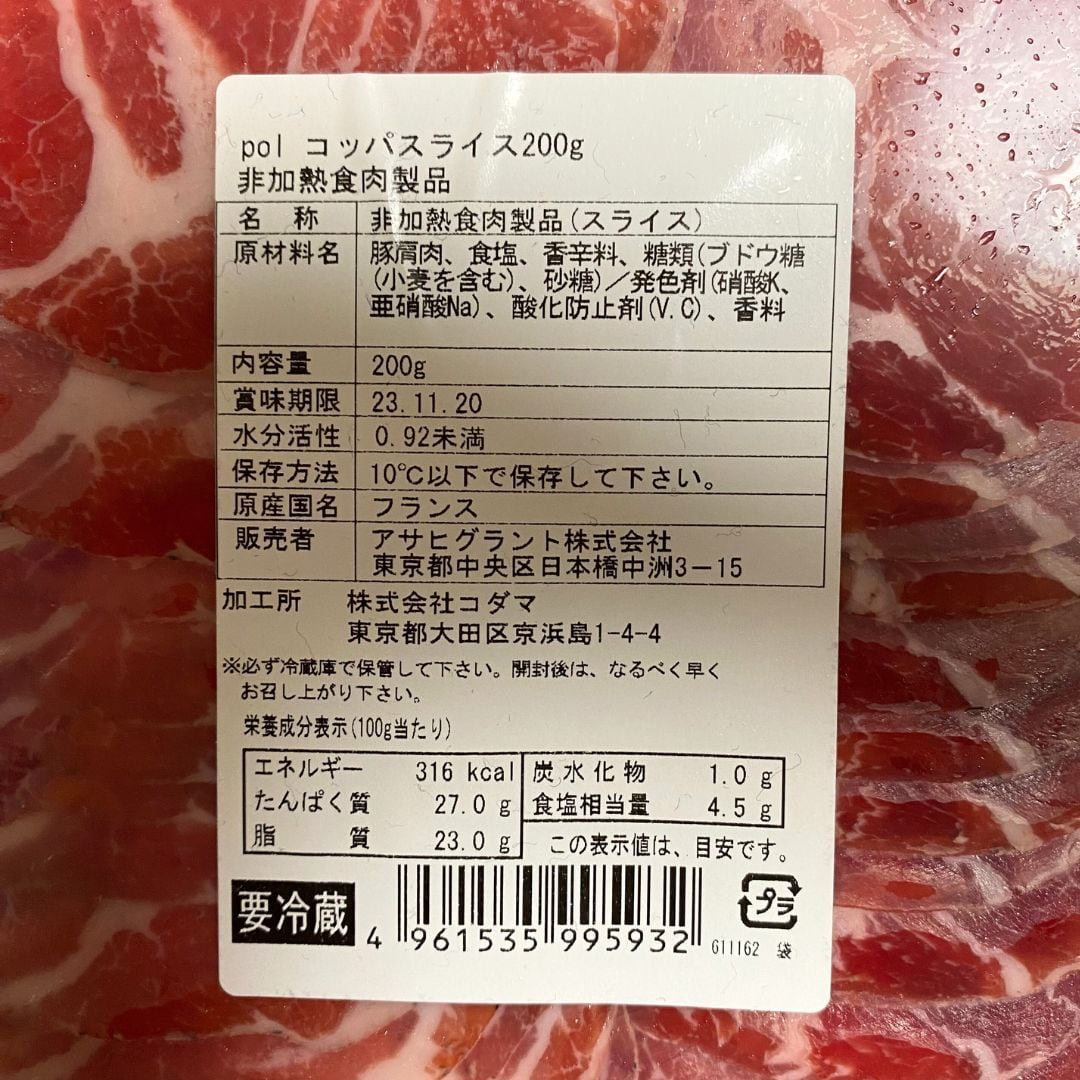 pol コッパスライス200g
非加熱食肉製品
名 称 非加熱食肉製品(スライス)
原材料名 豚肩肉、食塩、香辛料、糖類(ブドウ糖
(小麦を含む)、砂糖)／発色剤(硝酸K、
亜硝酸Na)、酸化防止剤(V.C)、香料
内容量 200g
賞味期限 23.11.20
水分活性 0.92未満
保存方法 10℃以下で保存して下さい。
原産国名 フランス
販売者 アサヒグラント株式会社
東京都中央区日本橋中洲3−15
加工所 株式会社コダマ
東京都大田区京浜島1-4-4
※必ず冷蔵庫で保管して下さい。開封後は、なるべく早く
お召し上がり下さい。
栄養成分表示(100g当たり)
エネルギー 316 kcal 炭水化物 1.0 g
たんぱく質 27.0 g 食塩相当量 4.5 g
脂 質 23.0 g この表示値は、目安です。
要冷蔵 プラ
4 961535 995932 611162 袋